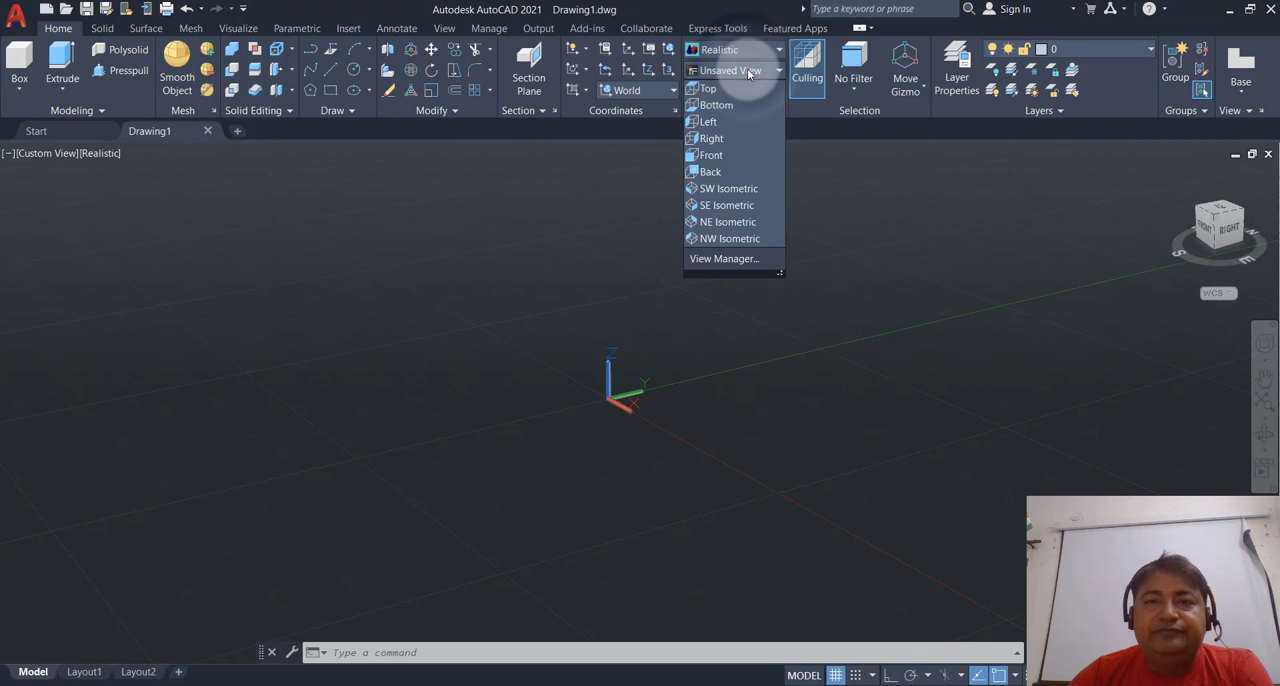 Autodesk AutoCAD 2021 Drawing1.dwg
Type a keyword or phrase
Sign In
Home Solid Surface Mesh Visualize Parametric Insert Annotate View Manage Output Add-ins Collaborate Express Tools Featured Apps
Box
Extrude
Polysolid
Presspull
Smooth
Object
Section
Plane
World
Realistic
Unsaved View
Culling
No Filter
Move
Gizmo
Layer
Properties
0
Group
Base
Modeling
Mesh
Solid Editing
Draw
Modify
Section
Coordinates
Selection
Layers
Groups
View
Top
Bottom
Left
Right
Front
Back
SW Isometric
SE Isometric
NE Isometric
NW Isometric
View Manager...
Start
Drawing1
[−][Custom View][Realistic]
FRONT
RIGHT
N
S
E
WCS
Z
Y
X
Type a command
Model
Layout1
Layout2
MODEL